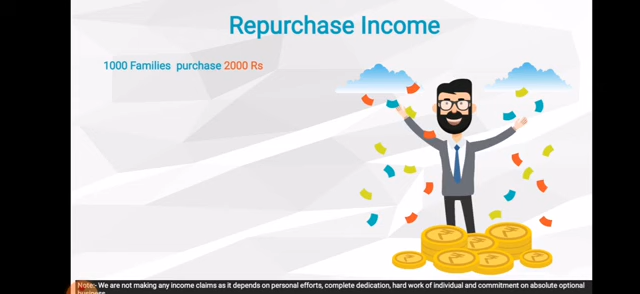 Repurchase Income
1000 Families purchase 2000 Rs
Note:- We are not making any income claims as it depends on personal efforts, complete dedication, hard work of individual and commitment on absolute optional
business